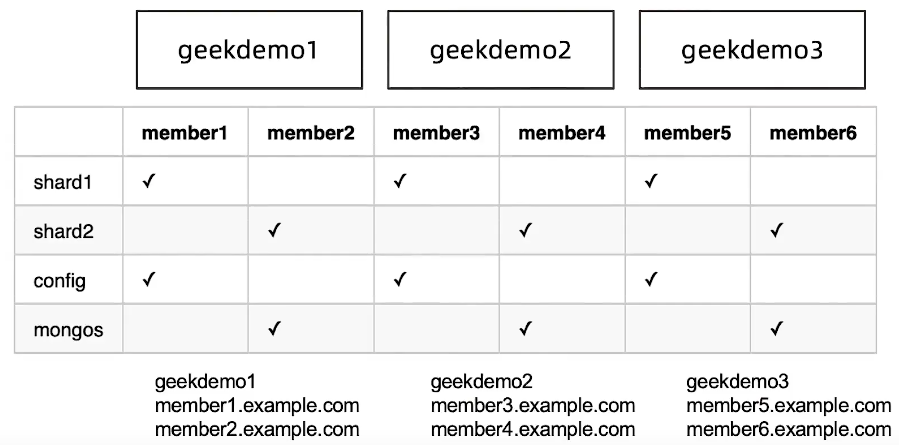 geekdemo1 geekdemo2 geekdemo3
member1 member2 member3 member4 member5 member6
shard1 ✓ ✓ ✓
shard2 ✓ ✓ ✓
config ✓ ✓ ✓
mongos ✓ ✓ ✓
geekdemo1 geekdemo2 geekdemo3
member1.example.com member3.example.com member5.example.com
member2.example.com member4.example.com member6.example.com